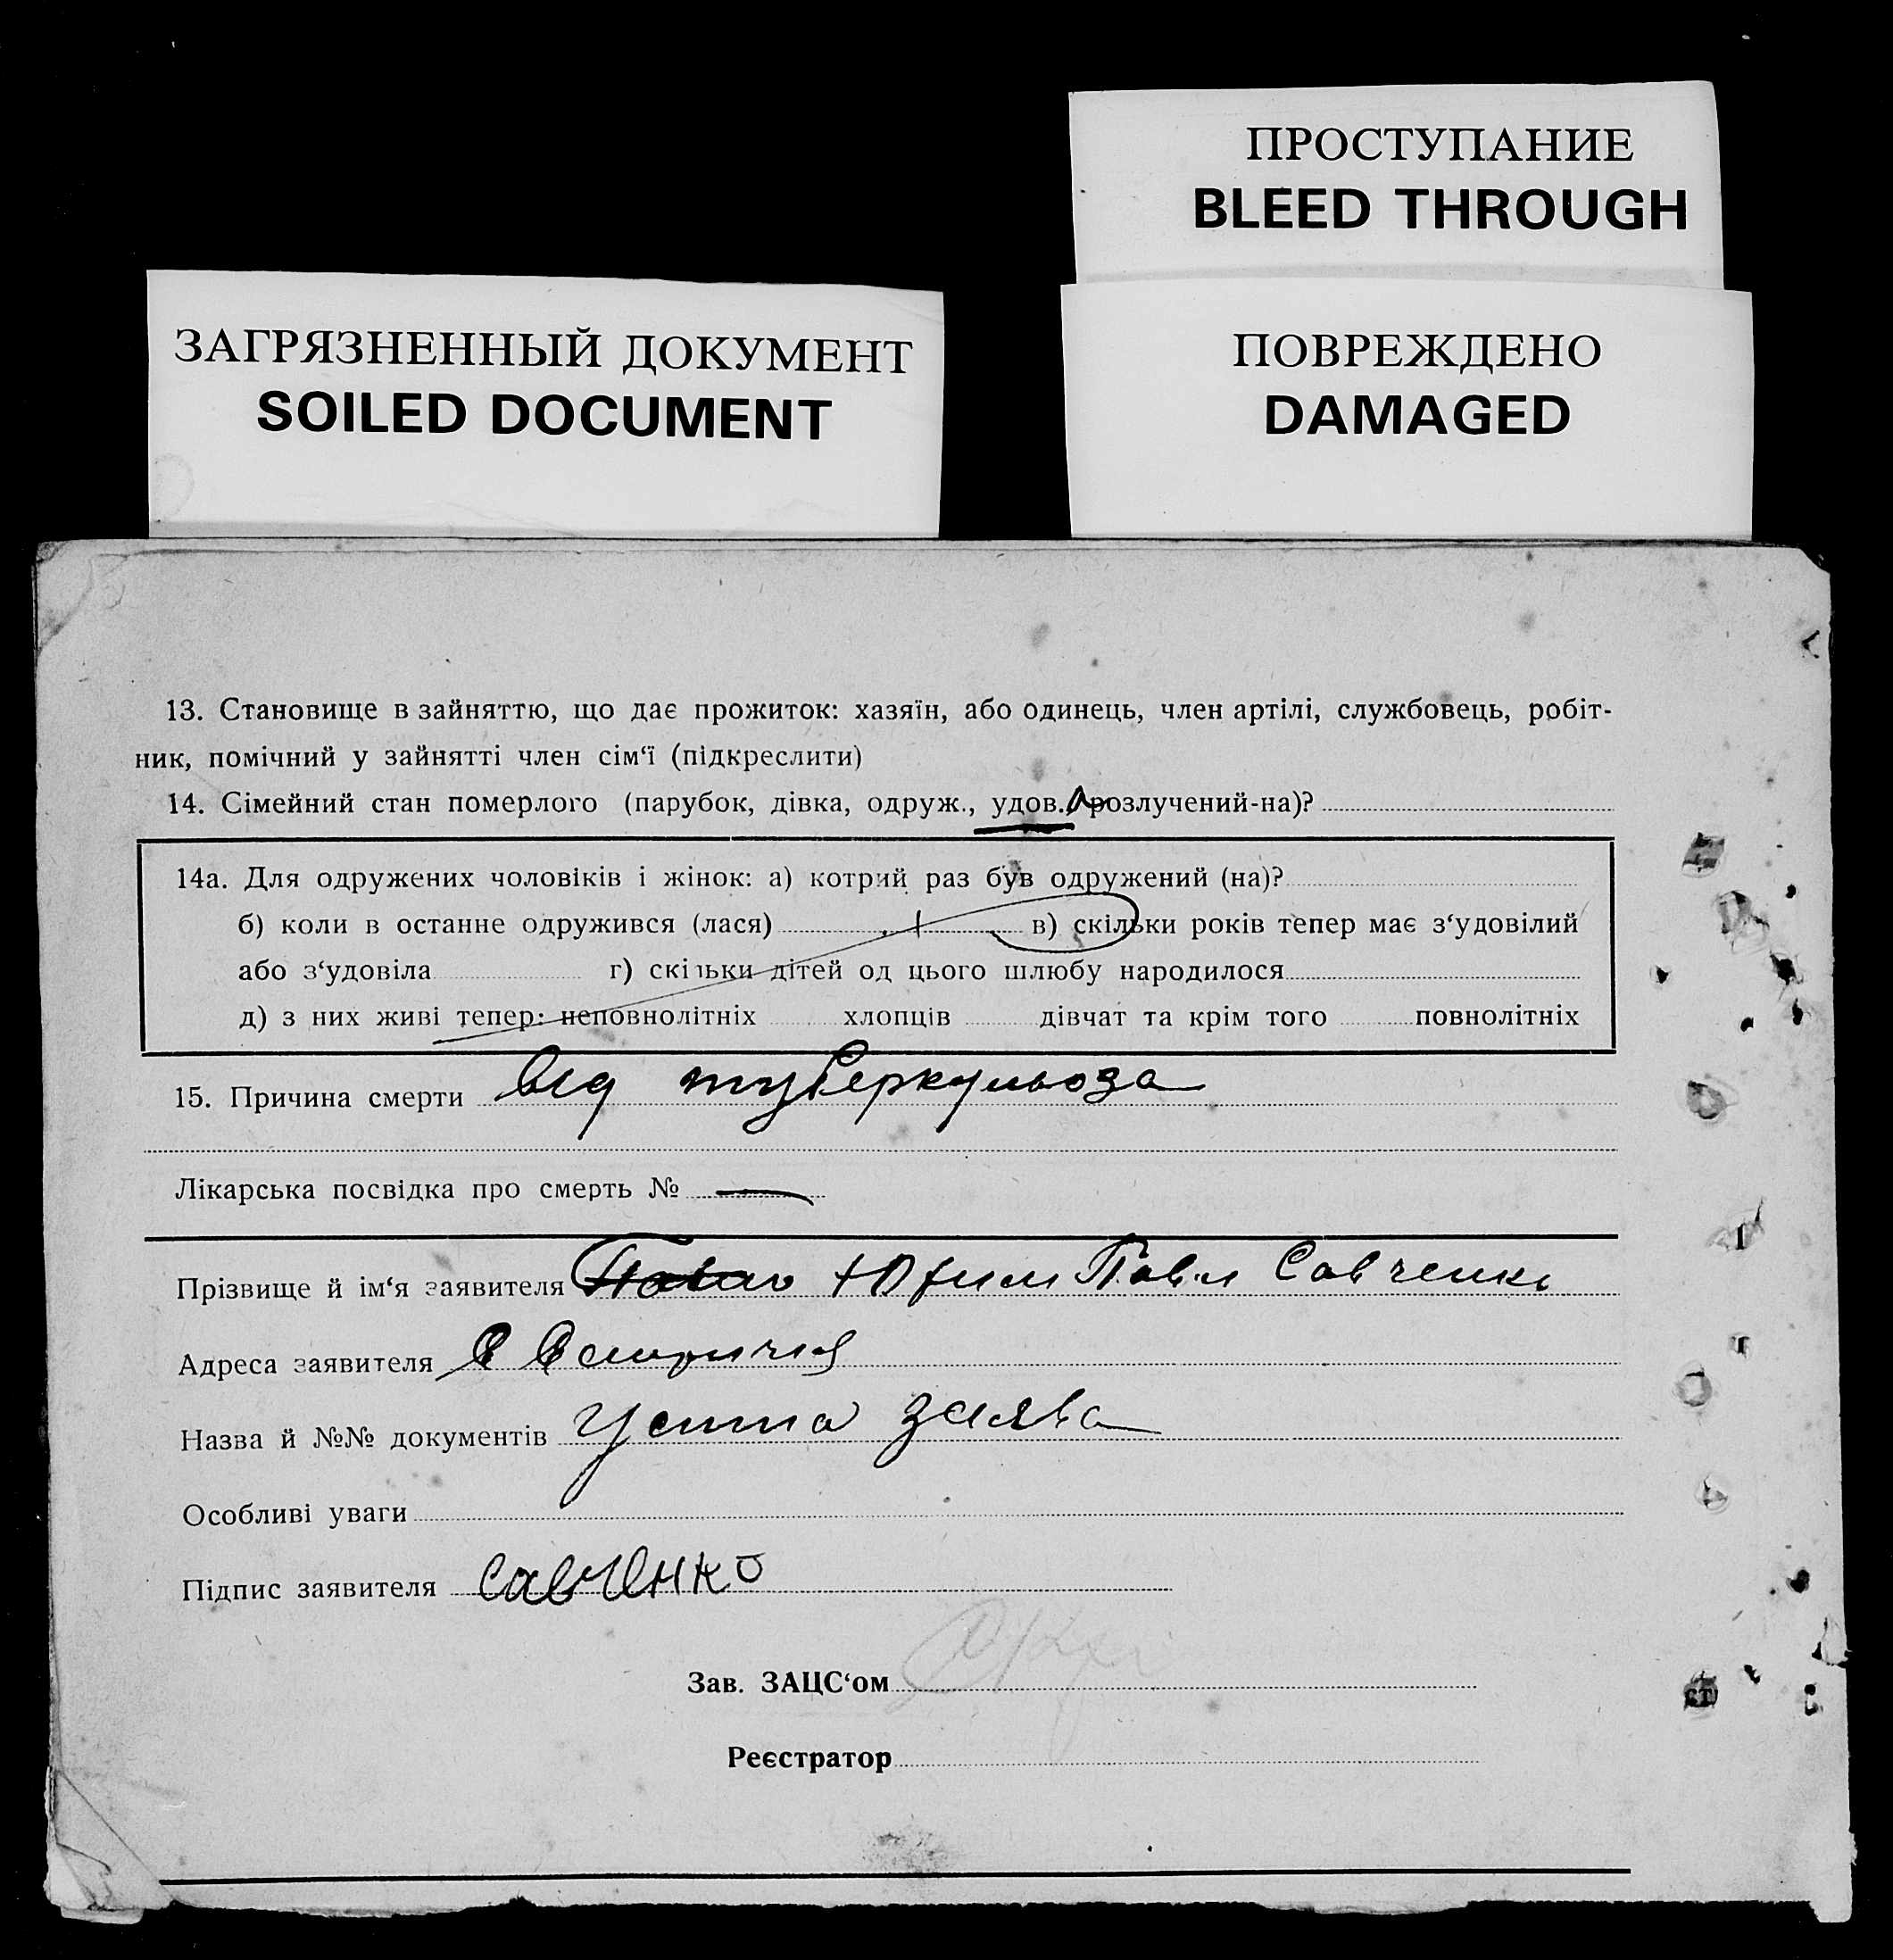 ПРОСТУПАНИЕ
BLEED THROUGH
ЗАГРЯЗНЕННЫЙ ДОКУМЕНТ
SOILED DOCUMENT
ПОВРЕЖДЕНО
DAMAGED
13. Становище в зайняттю, що дає прожиток: хазяїн, або одинець, член артілі, службовець, робіт-
ник, помічний у зайнятті член сім‘ї (підкреслити)
14. Сімейний стан померлого (парубок, дівка, одруж., удов., розлучений-на)?
14а. Для одружених чоловіків і жінок: а) котрий раз був одружений (на)?
б) коли в останне одружився (лася) в) скільки років тепер має з‘удовілий
або з‘удовіла г) скільки дітей од цього шлюбу народилося
д) з них живі тепер: неповнолітніх хлопців дівчат та крім того повнолітніх
15. Причина смерти від туберкульоза
Лікарська посвідка про смерть № —
Прізвище й ім‘я заявителя Юхим Павл Савченко
Адреса заявителя
Назва й №№ документів Устна заява
Особливі уваги
Підпис заявителя Савченко
Зав. ЗАЦС‘ом
Реєстратор